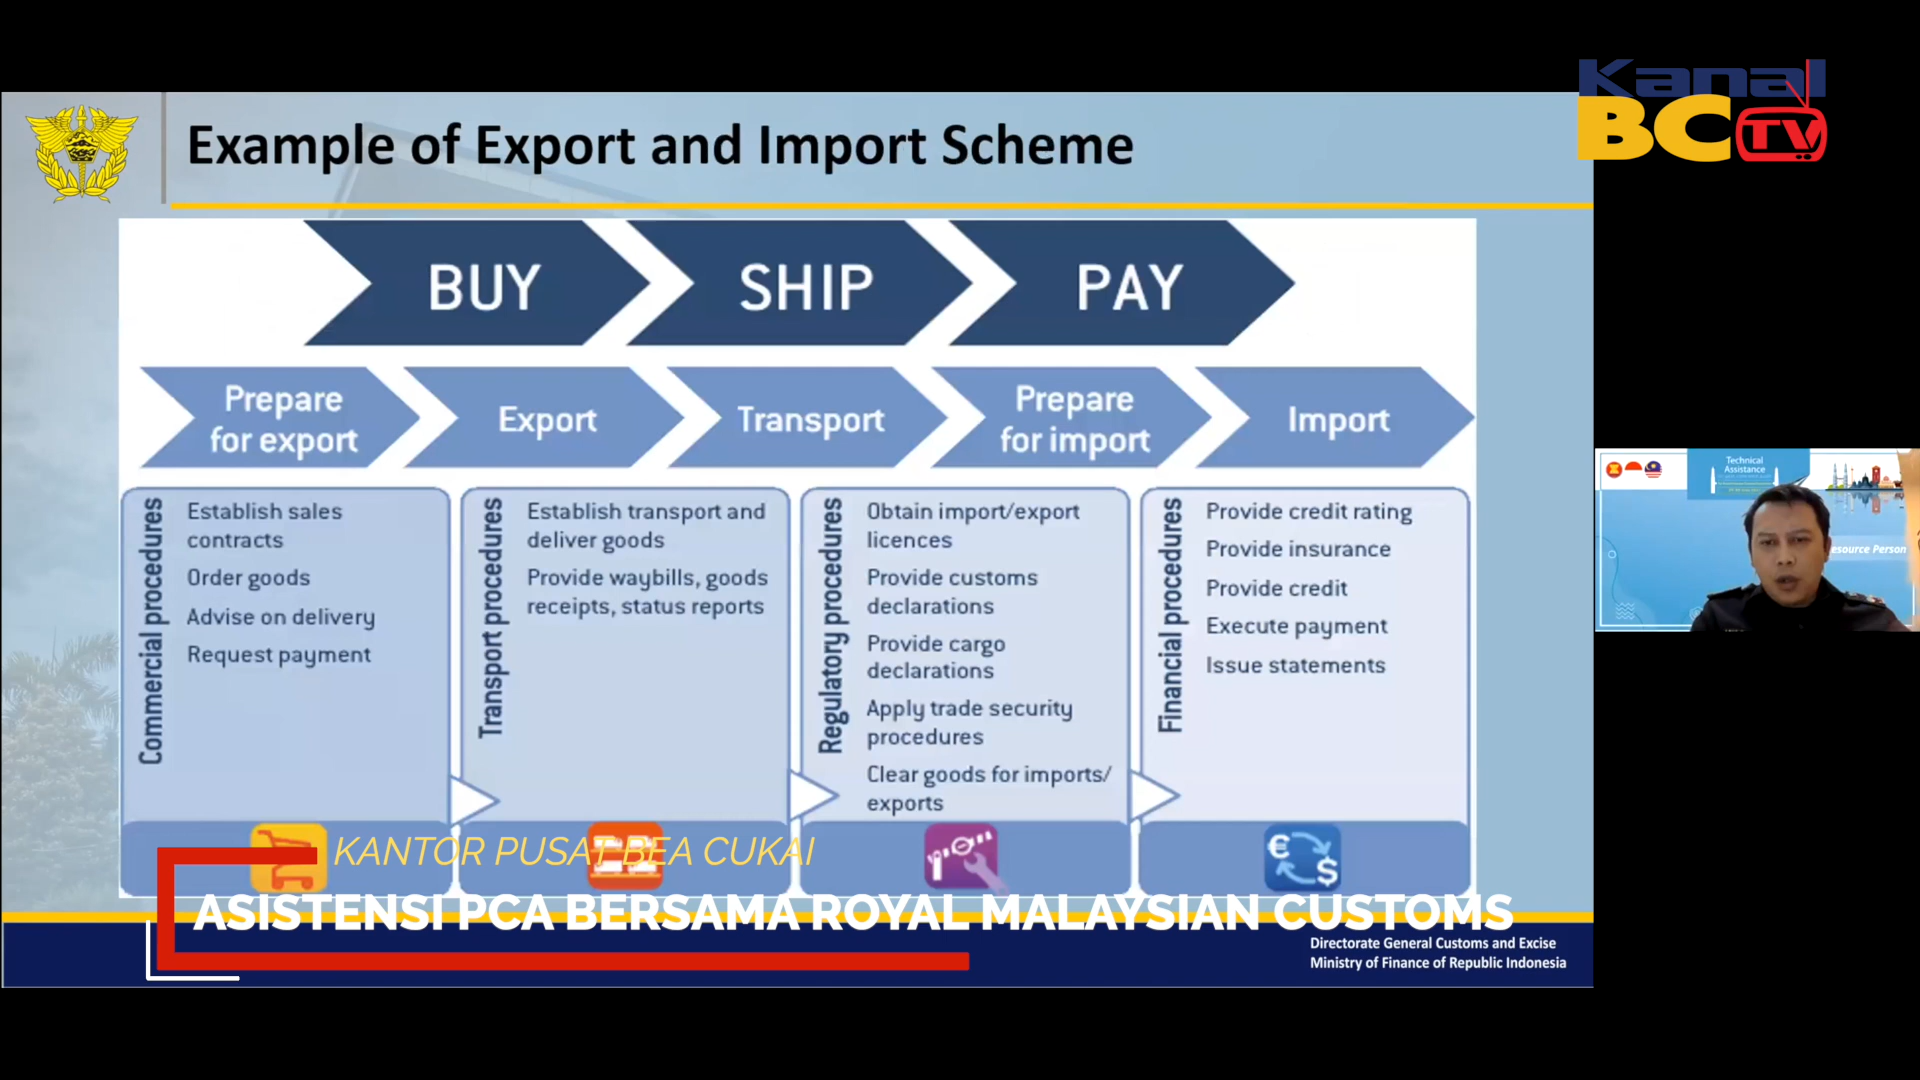 Kanal
BC TV
Example of Export and Import Scheme
BUY
SHIP
PAY
Prepare
for export
Export
Transport
Prepare
for import
Import
Commercial procedures
Establish sales
contracts
Order goods
Advise on delivery
Request payment
Transport procedures
Establish transport and
deliver goods
Provide waybills, goods
receipts, status reports
Regulatory procedures
Obtain import/export
licences
Provide customs
declarations
Provide cargo
declarations
Apply trade security
procedures
Clear goods for imports/
exports
Financial procedures
Provide credit rating
Provide insurance
Provide credit
Execute payment
Issue statements
€
$
Technical
Assistance
esource Person
KANTOR PUSAT BEA CUKAI
ASISTENSI PCA BERSAMA ROYAL MALAYSIAN CUSTOMS
Directorate General Customs and Excise
Ministry of Finance of Republic Indonesia